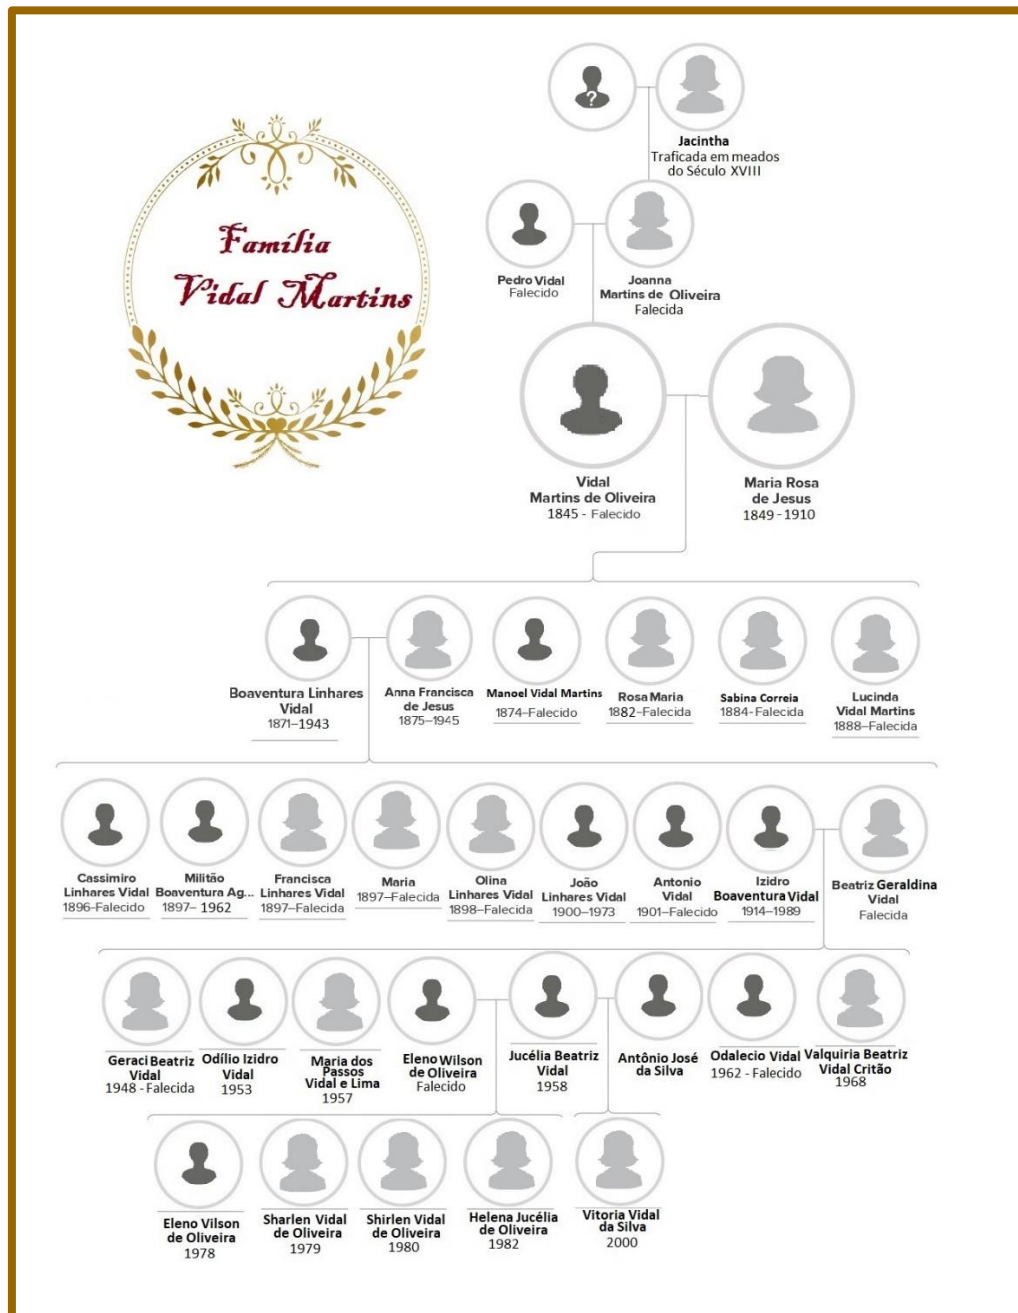 Família
Vidal Martins
?
Jacintha
Traficada em meados
do Século XVIII
Pedro Vidal
Falecido
Joanna
Martins de Oliveira
Falecida
Vidal
Martins de Oliveira
1845 - Falecido
Maria Rosa
de Jesus
1849 - 1910
Boaventura Linhares
Vidal
1871–1943
Anna Francisca
de Jesus
1875–1945
Manoel Vidal Martins
1874–Falecido
Rosa Maria
1882–Falecida
Sabina Correia
1884- Falecida
Lucinda
Vidal Martins
1888–Falecida
Cassimiro
Linhares Vidal
1896-Falecido
Militão
Boaventura Ag...
1897– 1962
Francisca
Linhares Vidal
1897–Falecida
Maria
1897–Falecida
Olina
Linhares Vidal
1898–Falecida
João
Linhares Vidal
1900–1973
Antonio
Vidal
1901–Falecido
Izidro
Boaventura Vidal
1914–1989
Beatriz Geraldina
Vidal
Falecida
Geraci Beatriz
Vidal
1948 - Falecida
Odílio Izidro
Vidal
1953
Maria dos
Passos
Vidal e Lima
1957
Eleno Wilson
de Oliveira
Falecido
Jucélia Beatriz
Vidal
1958
Antônio José
da Silva
Odalecio Vidal
1962 - Falecido
Valquiria Beatriz
Vidal Critão
1968
Eleno Vilson
de Oliveira
1978
Sharlen Vidal
de Oliveira
1979
Shirlen Vidal
de Oliveira
1980
Helena Jucélia
de Oliveira
1982
Vitoria Vidal
da Silva
2000